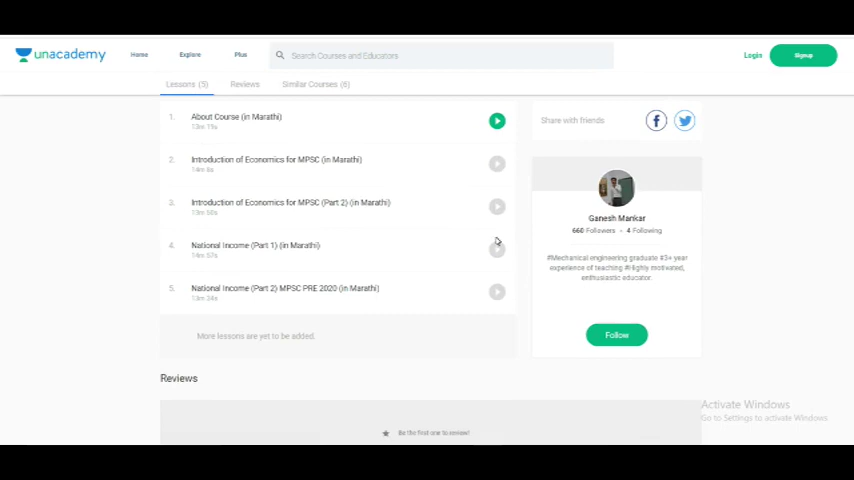 unacademy
Home
Explore
Plus
Search Courses and Educators
Login
Signup
Lessons (5)
Reviews
Similar Courses (6)
1.
About Course (in Marathi)
13m 19s
2.
Introduction of Economics for MPSC (in Marathi)
14m 8s
3.
Introduction of Economics for MPSC (Part 2) (in Marathi)
13m 50s
4.
National Income (Part 1) (in Marathi)
14m 57s
5.
National Income (Part 2) MPSC PRE 2020 (in Marathi)
13m 34s
More lessons are yet to be added.
Share with friends
Ganesh Mankar
660 Followers • 4 Following
#Mechanical engineering graduate #3+ year
experience of teaching #Highly motivated,
enthusiastic educator.
Follow
Reviews
Be the first one to review!
Activate Windows
Go to Settings to activate Windows